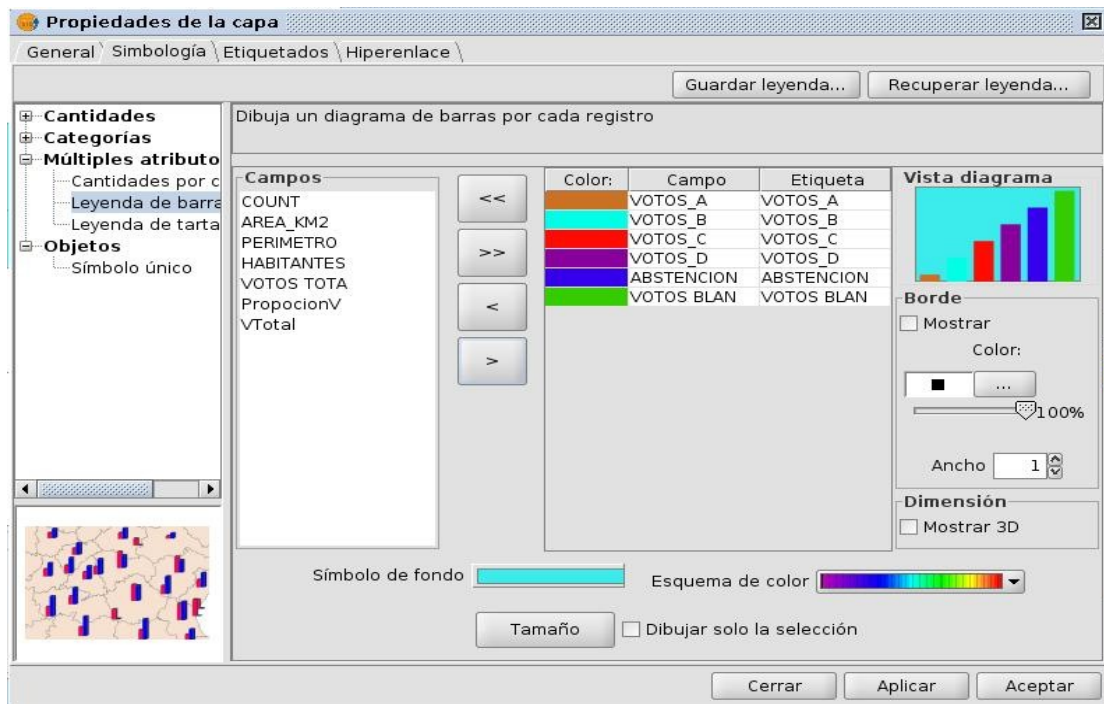 Propiedades de la capa
General Simbología Etiquetados Hiperenlace
Guardar leyenda... Recuperar leyenda...
Cantidades
Categorías
Múltiples atributo
Cantidades por c
Leyenda de barra
Leyenda de tarta
Objetos
Símbolo único
Dibuja un diagrama de barras por cada registro
Campos
COUNT
AREA_KM2
PERIMETRO
HABITANTES
VOTOS TOTA
PropocionV
VTotal
<<
>>
<
>
Color: Campo Etiqueta
VOTOS_A VOTOS_A
VOTOS_B VOTOS_B
VOTOS_C VOTOS_C
VOTOS_D VOTOS_D
ABSTENCION ABSTENCION
VOTOS BLAN VOTOS BLAN
Vista diagrama
Borde
Mostrar
Color:
...
100%
Ancho 1
Dimensión
Mostrar 3D
Símbolo de fondo Esquema de color
Tamaño Dibujar solo la selección
Cerrar Aplicar Aceptar